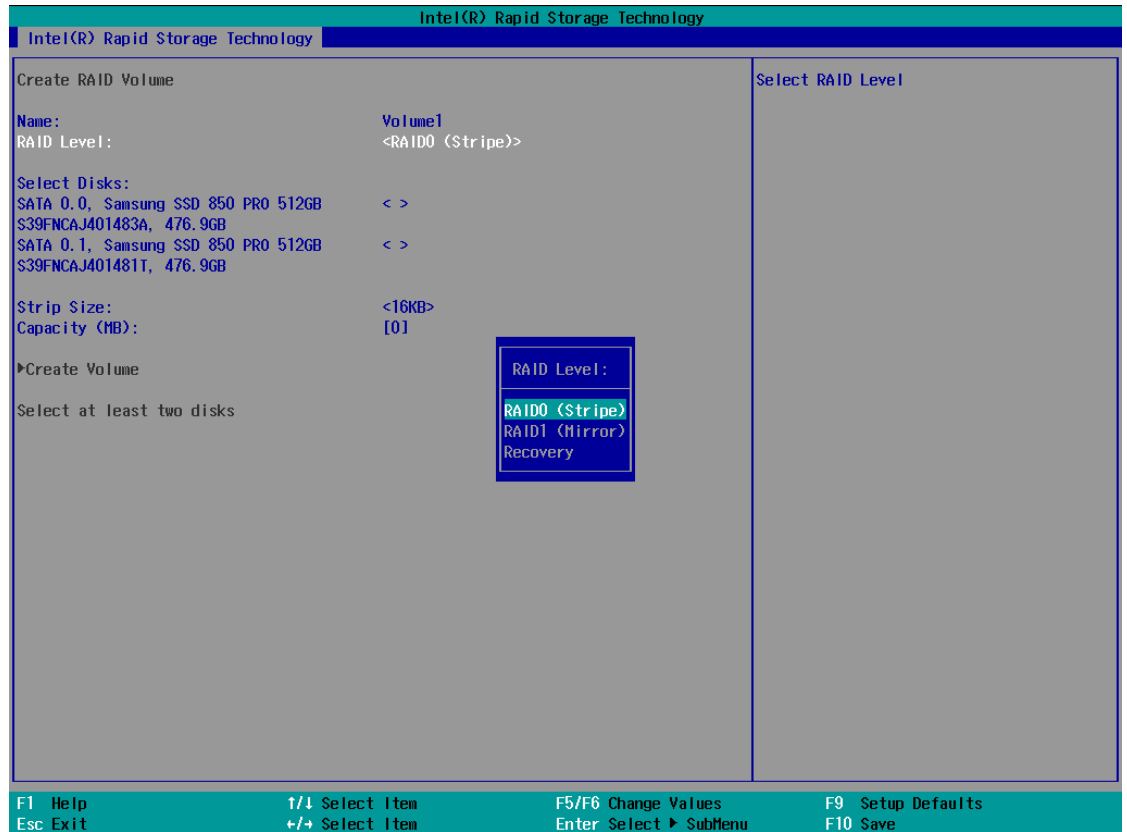 Intel(R) Rapid Storage Technology
Intel(R) Rapid Storage Technology
Create RAID Volume
Select RAID Level
Name: Volume1
RAID Level: <RAID0 (Stripe)>
Select Disks:
SATA 0.0, Samsung SSD 850 PRO 512GB < >
S39FNCAJ401483A, 476.9GB
SATA 0.1, Samsung SSD 850 PRO 512GB < >
S39FNCAJ401481T, 476.9GB
Strip Size: <16KB>
Capacity (MB): [0]
▶Create Volume
Select at least two disks
RAID Level:
RAID0 (Stripe)
RAID1 (Mirror)
Recovery
F1 Help ↑/↓ Select Item F5/F6 Change Values F9 Setup Defaults
Esc Exit ←/→ Select Item Enter Select ▶ SubMenu F10 Save